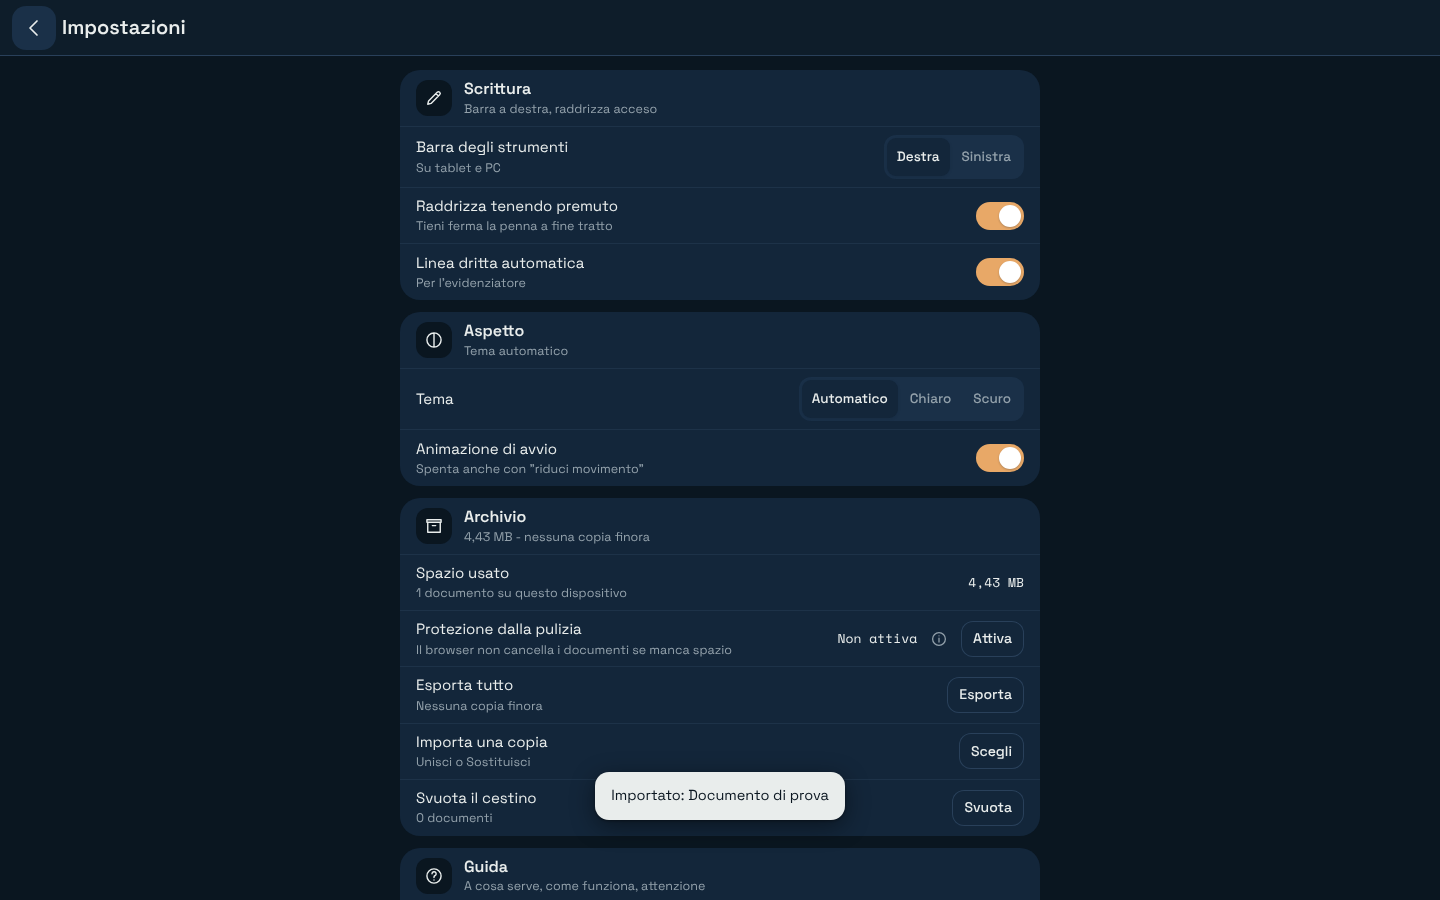 Impostazioni
Scrittura
Barra a destra, raddrizza acceso
Barra degli strumenti
Su tablet e PC
Destra Sinistra
Raddrizza tenendo premuto
Tieni ferma la penna a fine tratto
Linea dritta automatica
Per l'evidenziatore
Aspetto
Tema automatico
Tema
Automatico Chiaro Scuro
Animazione di avvio
Spenta anche con "riduci movimento"
Archivio
4,43 MB - nessuna copia finora
Spazio usato
1 documento su questo dispositivo
4,43 MB
Protezione dalla pulizia
Il browser non cancella i documenti se manca spazio
Non attiva Attiva
Esporta tutto
Nessuna copia finora
Esporta
Importa una copia
Unisci o Sostituisci
Scegli
Importato: Documento di prova
Svuota il cestino
0 documenti
Svuota
Guida
A cosa serve, come funziona, attenzione